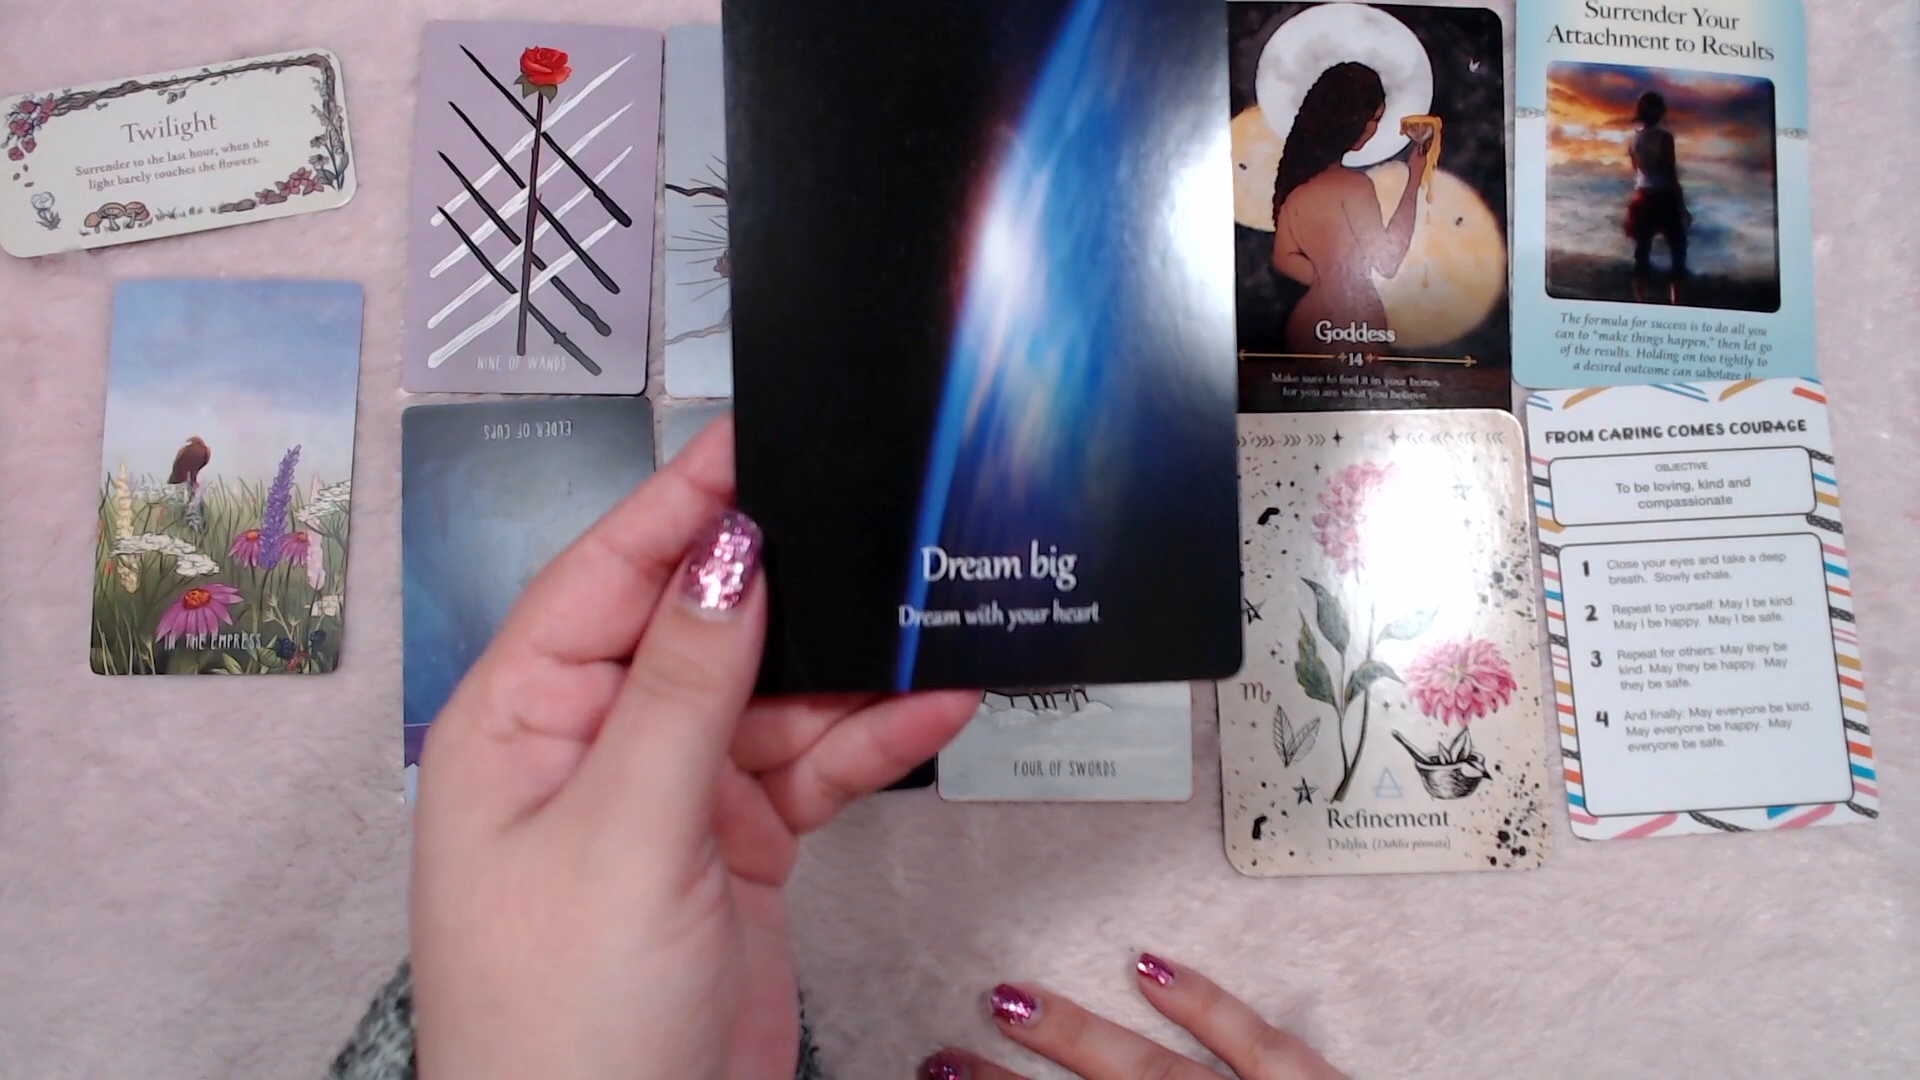 Twilight
Surrender to the last hour, when the
light barely touches the flowers.
IN THE EMPRESS
NINE OF WANDS
ELDER OF CUPS
Dream big
Dream with your heart
FOUR OF SWORDS
Goddess
14
Make sure to feel it in your bones
for you are what you believe.
Refinement
Dahlia (Dahlia pinnata)
Surrender Your
Attachment to Results
The formula for success is to do all you
can to "make things happen," then let go
of the results. Holding on too tightly to
a desired outcome can sabotage it
FROM CARING COMES COURAGE
OBJECTIVE
To be loving, kind and
compassionate
1 Close your eyes and take a deep
breath. Slowly exhale.
2 Repeat to yourself: May I be kind.
May I be happy. May I be safe.
3 Repeat for others: May they be
kind. May they be happy. May
they be safe.
4 And finally: May everyone be kind.
May everyone be happy. May
everyone be safe.